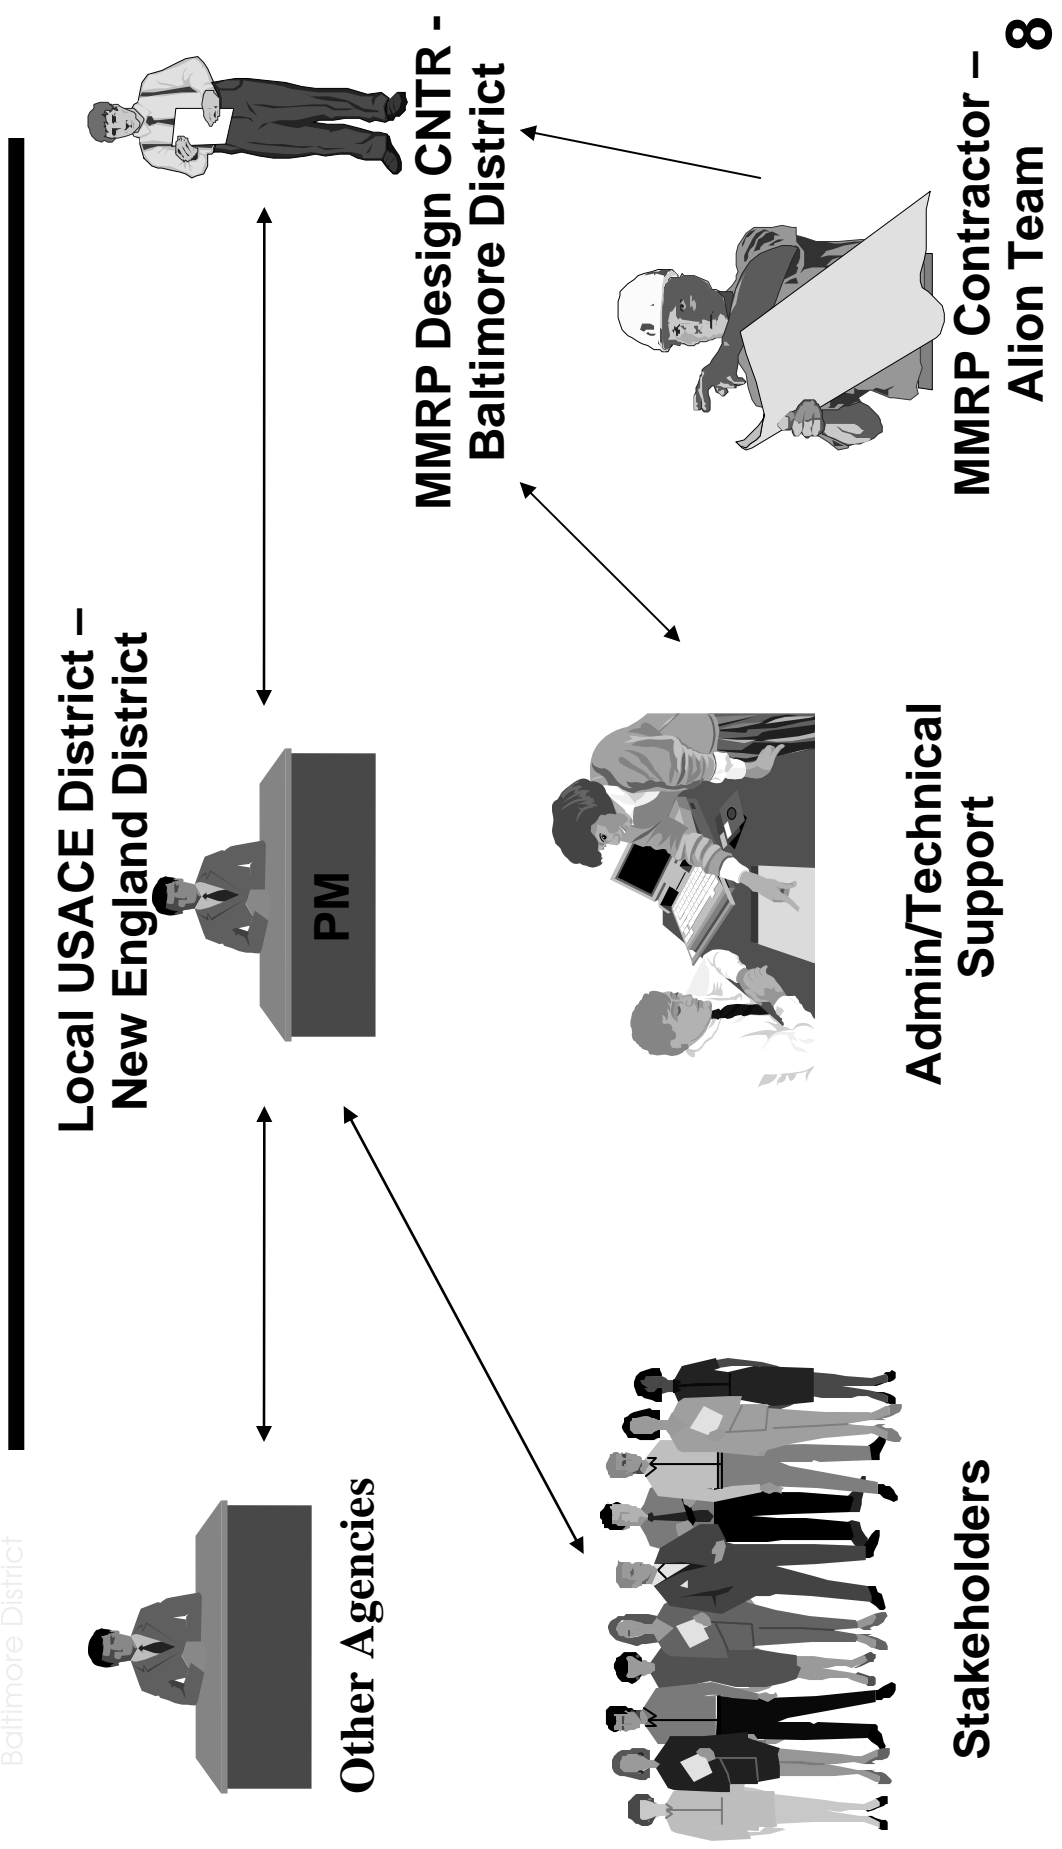 Baltimore District
Local USACE District –
New England District
PM
Other Agencies
MMRP Design CNTR -
Baltimore District
Admin/Technical
Support
Stakeholders
MMRP Contractor –
Alion Team
8